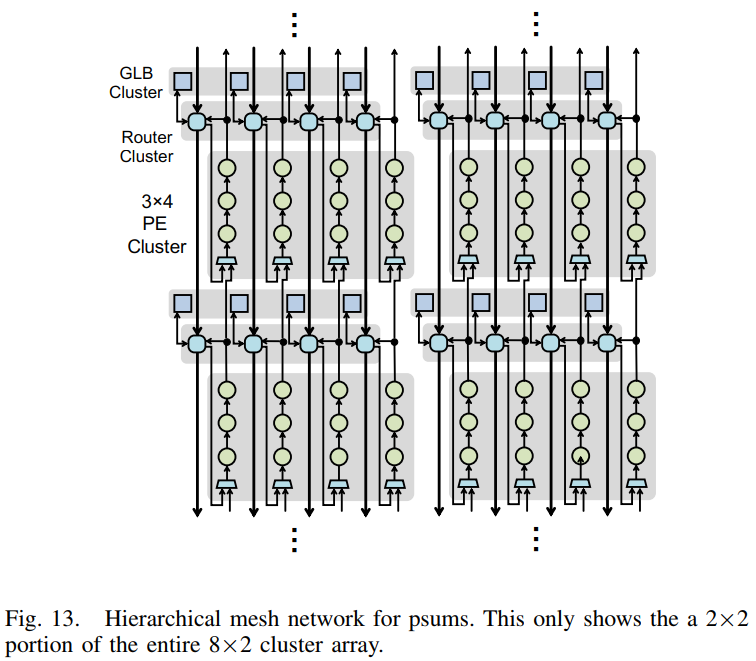 GLB
Cluster
Router
Cluster
3×4
PE
Cluster
Fig. 13. Hierarchical mesh network for psums. This only shows the a 2×2
portion of the entire 8×2 cluster array.